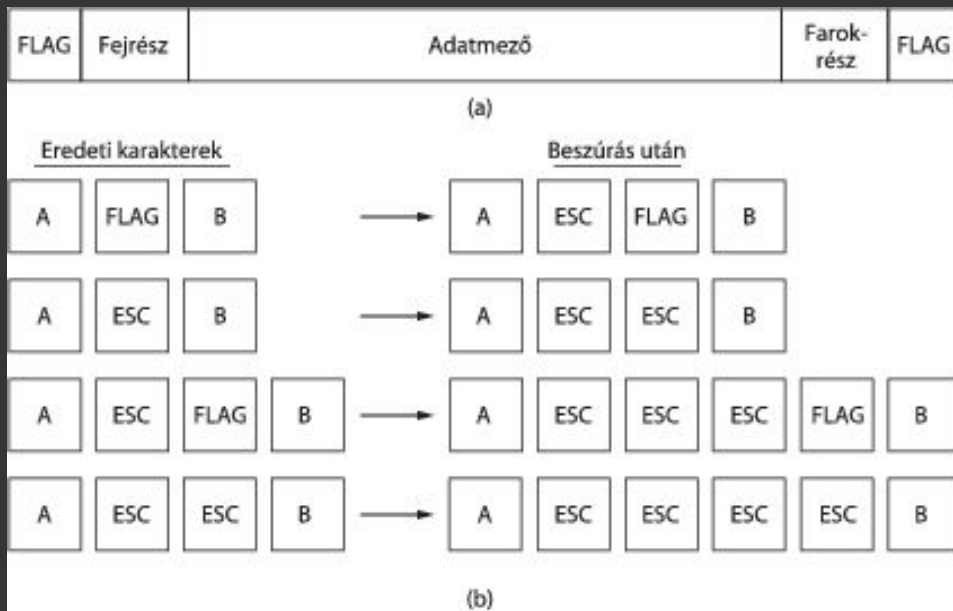 FLAG Fejrész Adatmező Farok-
rész FLAG
(a)
Eredeti karakterek Beszúrás után
A FLAG B A ESC FLAG B
A ESC B A ESC ESC B
A ESC FLAG B A ESC ESC ESC FLAG B
A ESC ESC B A ESC ESC ESC ESC B
(b)